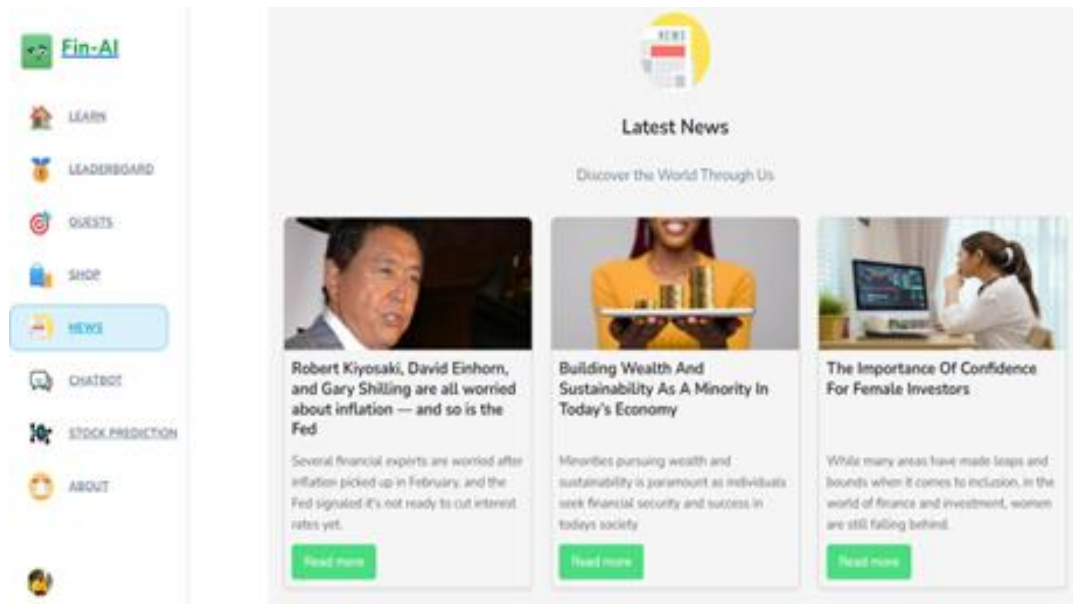 Fin-AI
LEARN
LEADERBOARD
QUESTS
SHOP
NEWS
CHATBOT
STOCK PREDICTION
ABOUT
NEWS
Latest News
Discover the World Through Us
Robert Kiyosaki, David Einhorn,
and Gary Shilling are all worried
about inflation — and so is the
Fed
Several financial experts are worried after
inflation picked up in February, and the
Fed signaled it's not ready to cut interest
rates yet.
Read more
Building Wealth And
Sustainability As A Minority In
Today's Economy
Minorities pursuing wealth and
sustainability is paramount as individuals
seek financial security and success in
todays society
Read more
The Importance Of Confidence
For Female Investors
While many areas have made leaps and
bounds when it comes to inclusion, in the
world of finance and investment, women
are still falling behind.
Read more